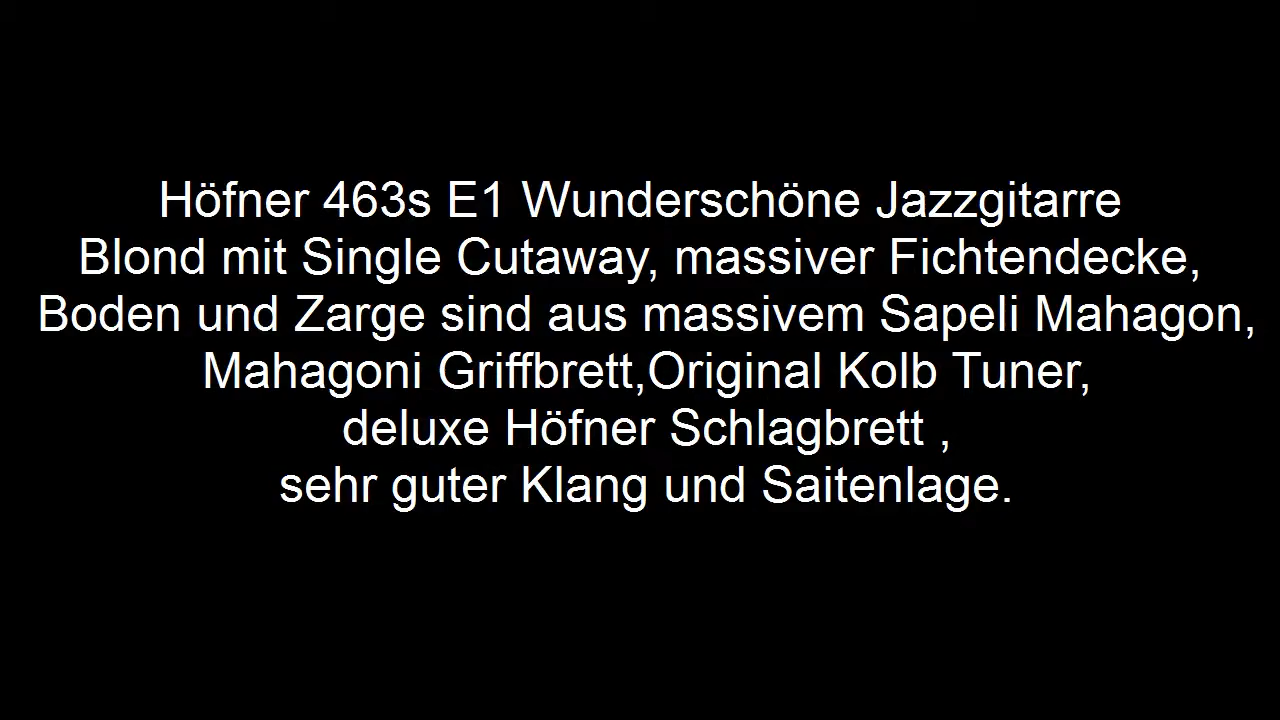 Höfner 463s E1 Wunderschöne Jazzgitarre
Blond mit Single Cutaway, massiver Fichtendecke,
Boden und Zarge sind aus massivem Sapeli Mahagon,
Mahagoni Griffbrett,Original Kolb Tuner,
deluxe Höfner Schlagbrett ,
sehr guter Klang und Saitenlage.